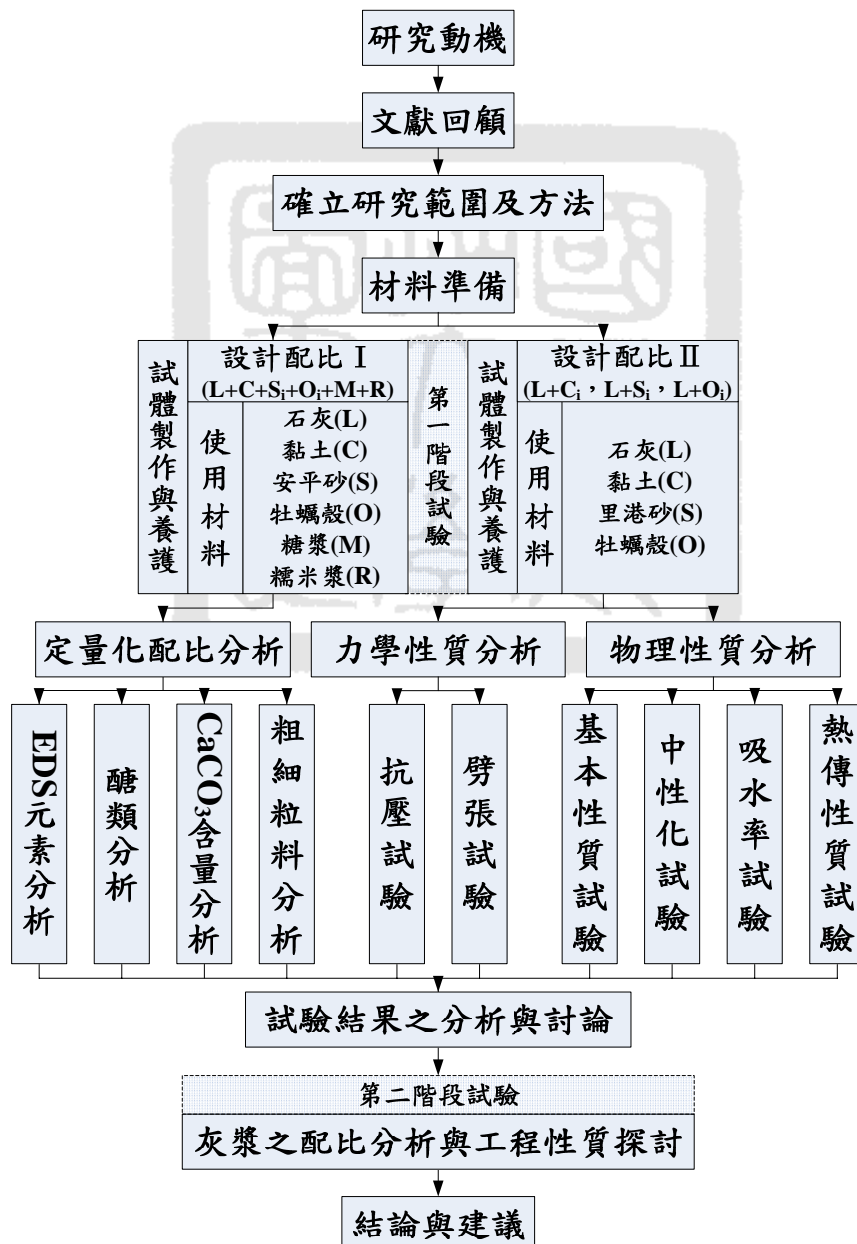 研究動機
文獻回顧
確立研究範圍及方法
材料準備
試體製作與養護
設計配比Ⅰ
(L+C+Sᵢ+Oᵢ+M+R)
使用材料
石灰(L)
黏土(C)
安平砂(S)
牡蠣殼(O)
糖漿(M)
糯米漿(R)
第一階段試驗
試體製作與養護
設計配比Ⅱ
(L+Cᵢ，L+Sᵢ，L+Oᵢ)
使用材料
石灰(L)
黏土(C)
里港砂(S)
牡蠣殼(O)
定量化配比分析
力學性質分析
物理性質分析
EDS元素分析
醣類分析
CaCO₃含量分析
粗細粒料分析
抗壓試驗
劈張試驗
基本性質試驗
中性化試驗
吸水率試驗
熱傳性質試驗
試驗結果之分析與討論
第二階段試驗
灰漿之配比分析與工程性質探討
結論與建議